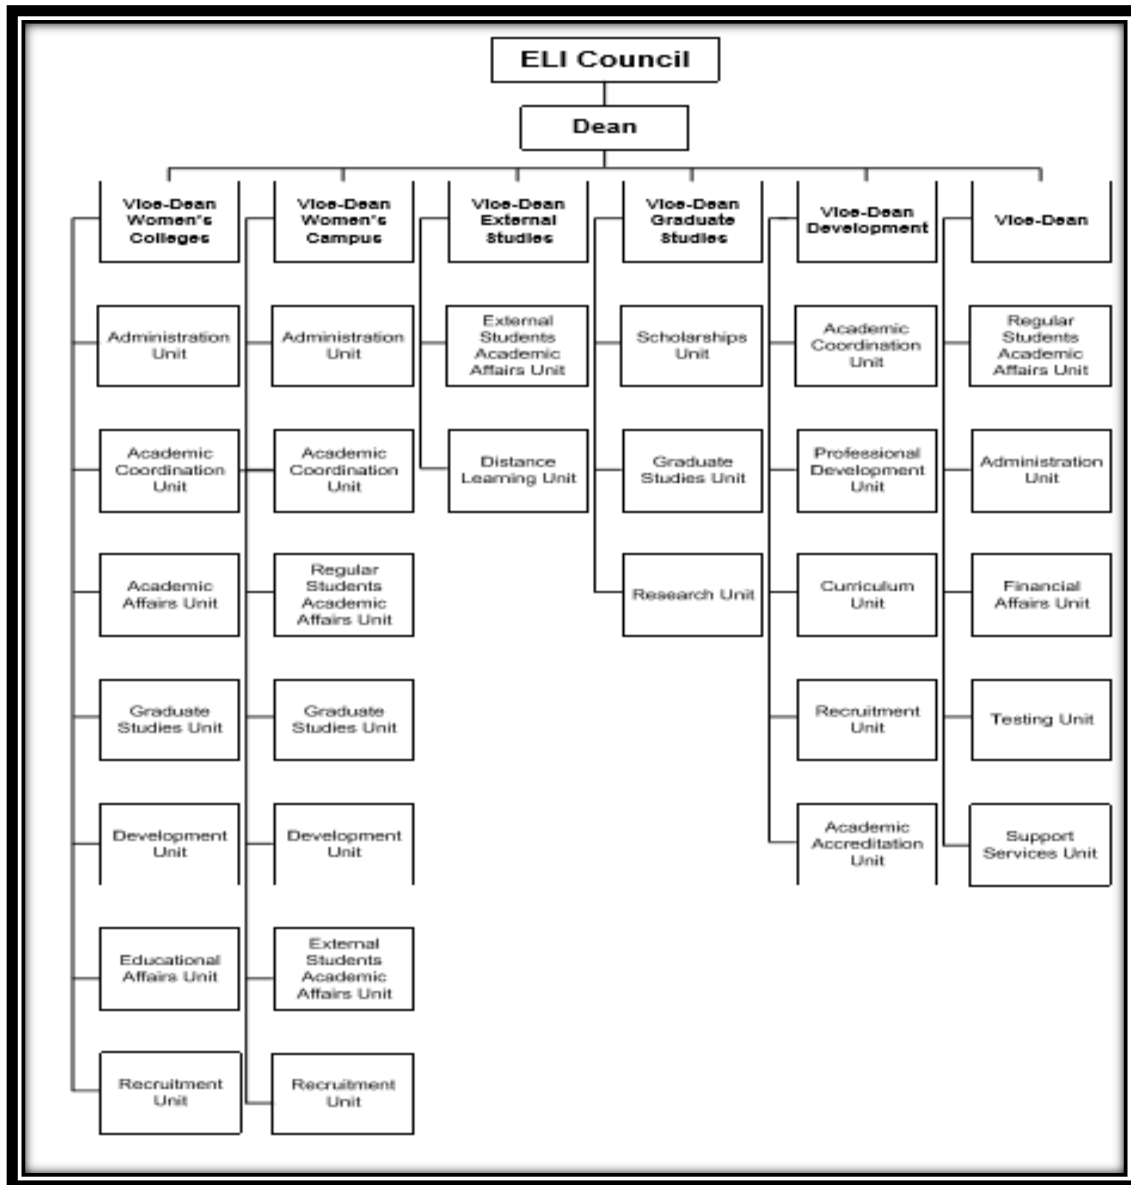 ELI Council
Dean
Vice-Dean
Women's
Colleges
Vice-Dean
Women's
Campus
Vice-Dean
External
Studies
Vice-Dean
Graduate
Studies
Vice-Dean
Development
Vice-Dean
Administration
Unit
Administration
Unit
External
Students
Academic
Affairs Unit
Scholarships
Unit
Academic
Coordination
Unit
Regular
Students
Academic
Affairs Unit
Academic
Coordination
Unit
Academic
Coordination
Unit
Distance
Learning Unit
Graduate
Studies Unit
Professional
Development
Unit
Administration
Unit
Academic
Affairs Unit
Regular
Students
Academic
Affairs Unit
Research Unit
Curriculum
Unit
Financial
Affairs Unit
Graduate
Studies Unit
Graduate
Studies Unit
Recruitment
Unit
Testing Unit
Development
Unit
Development
Unit
Academic
Accreditation
Unit
Support
Services Unit
Educational
Affairs Unit
External
Students
Academic
Affairs Unit
Recruitment
Unit
Recruitment
Unit